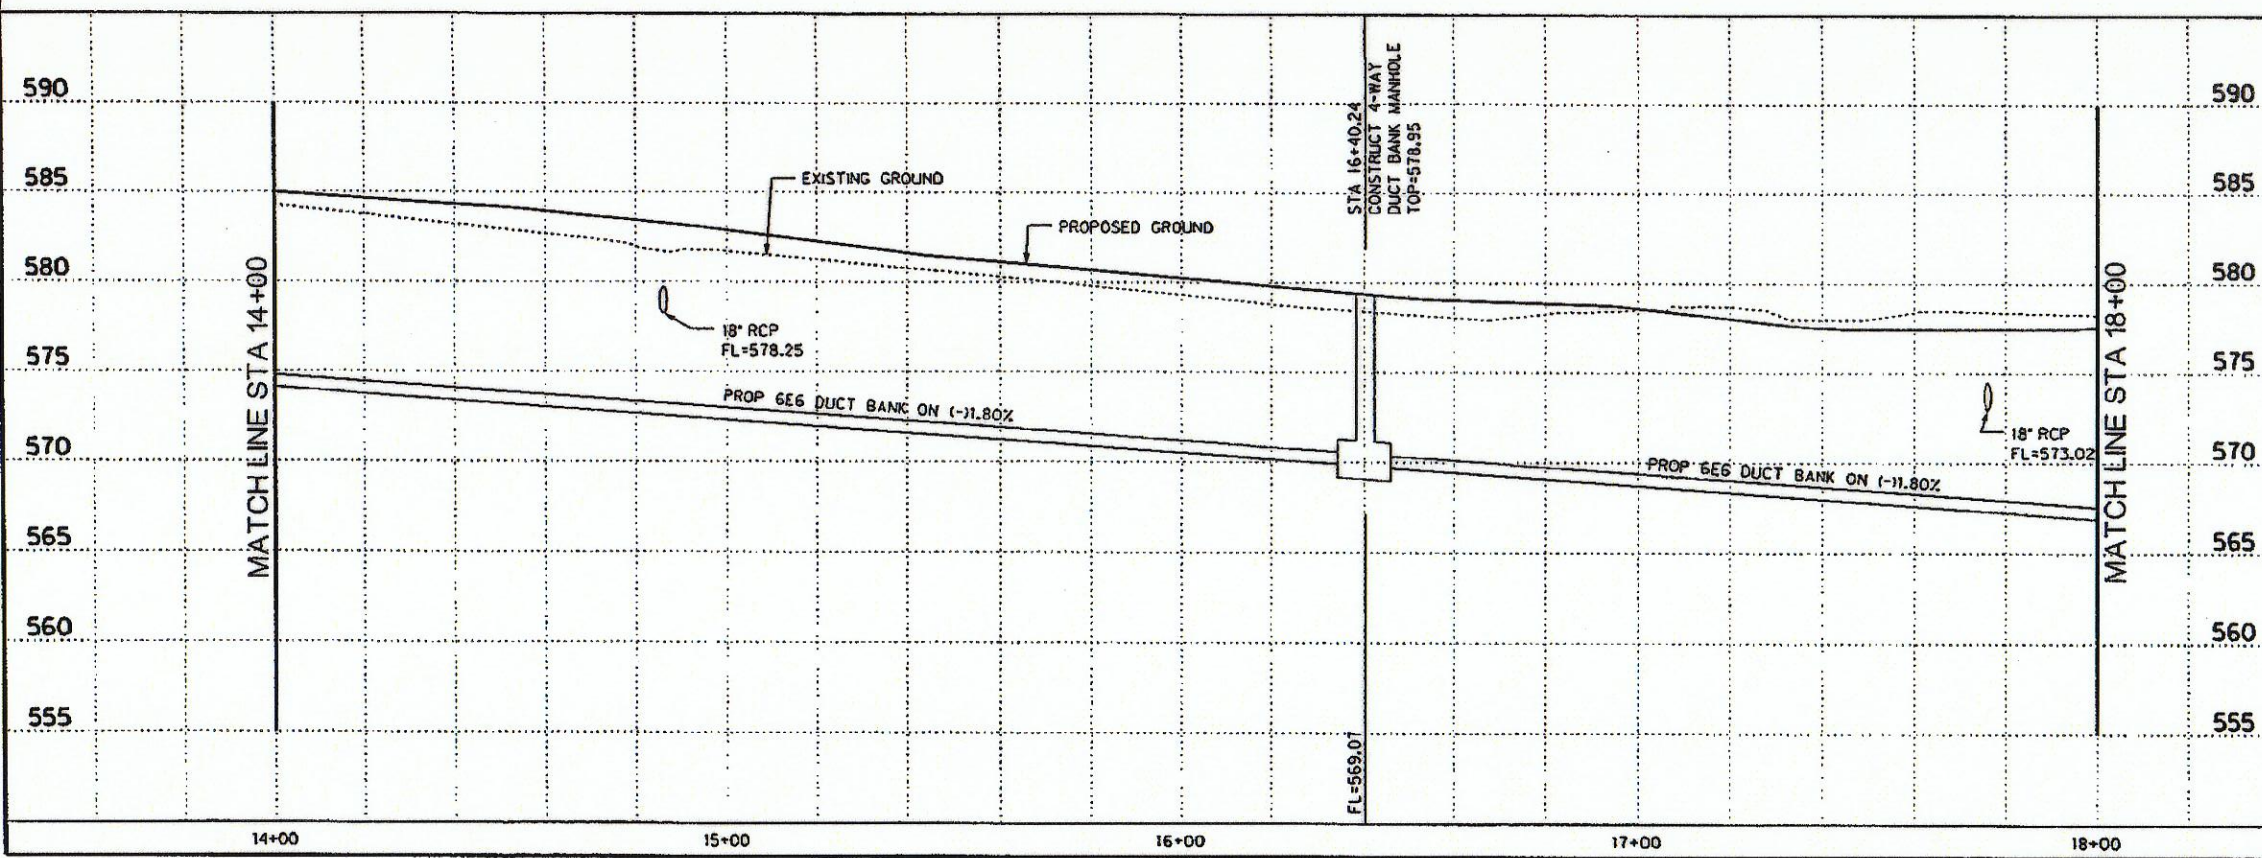 590
585
580
575
570
565
560
555
MATCH LINE STA 14+00
EXISTING GROUND
PROPOSED GROUND
STA 16+40.24
CONSTRUCT 4-WAY
DUCT BANK MANHOLE
TOP=578.95
18" RCP
FL=578.25
PROP 6E6 DUCT BANK ON (-)1.80%
PROP 6E6 DUCT BANK ON (-)1.80%
18" RCP
FL=573.02
FL=569.07
MATCH LINE STA 18+00
590
585
580
575
570
565
560
555
14+00
15+00
16+00
17+00
18+00